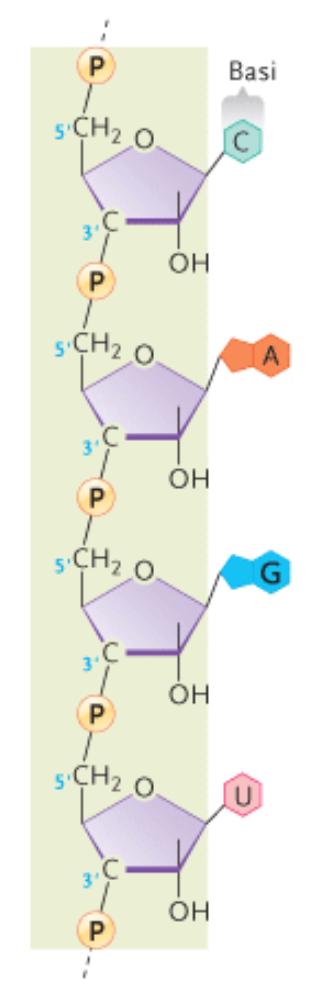 P
Basi
5' CH2 O C
3' C
OH
P
5' CH2 O A
3' C
OH
P
5' CH2 O G
3' C
OH
P
5' CH2 O U
3' C
OH
P